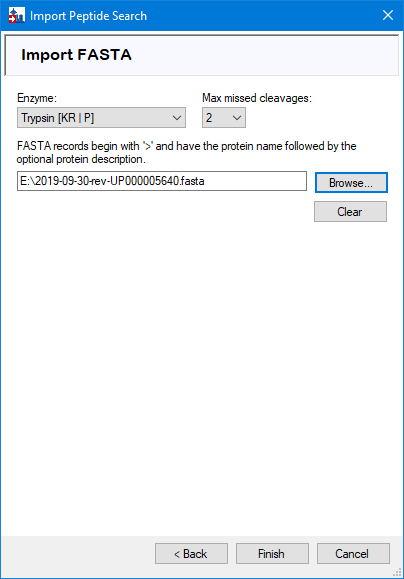 Import Peptide Search
Import FASTA
Enzyme:
Max missed cleavages:
Trypsin [KR | P]
2
FASTA records begin with '>' and have the protein name followed by the
optional protein description.
E:\2019-09-30-rev-UP000005640.fasta
Browse...
Clear
< Back
Finish
Cancel